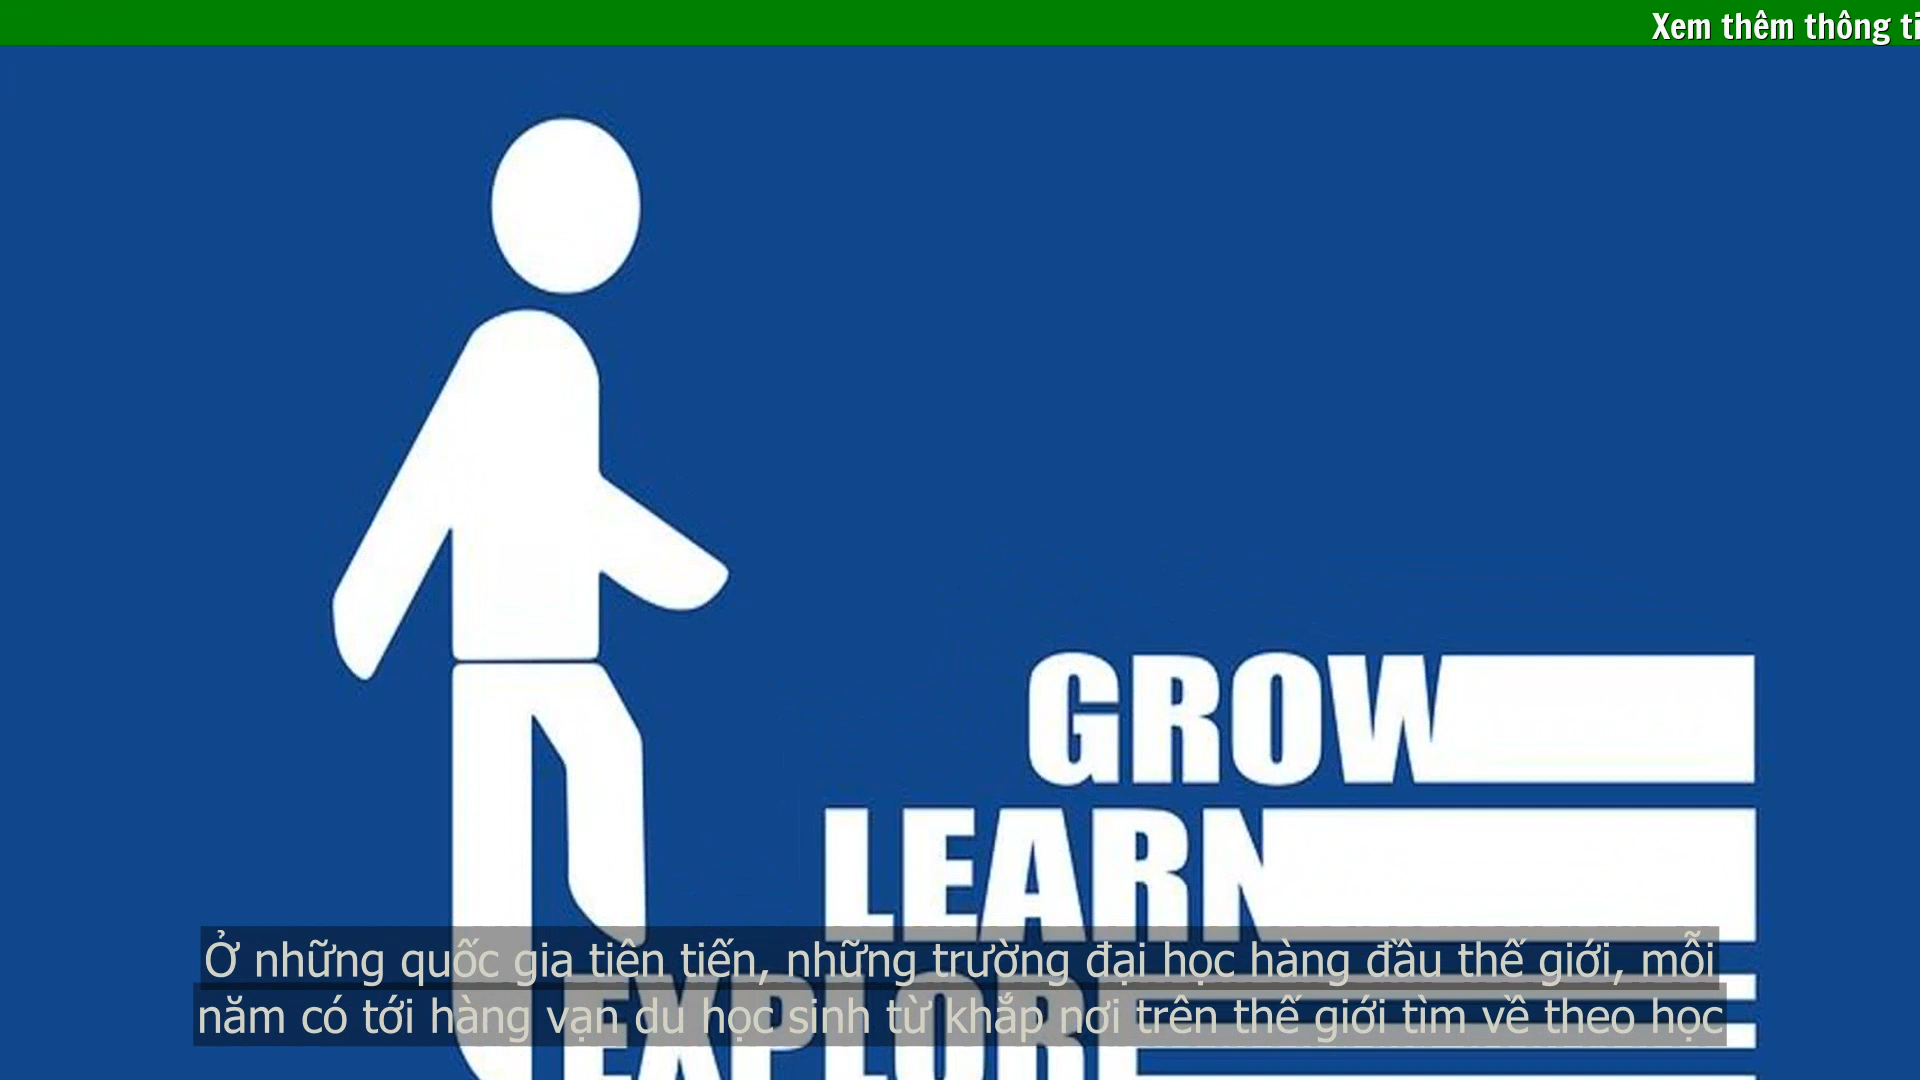 Xem thêm thông
GROW
LEARN
EXPLORE
Ở những quốc gia tiên tiến, những trường đại học hàng đầu thế giới, mỗi
năm có tới hàng vạn du học sinh từ khắp nơi trên thế giới tìm về theo học